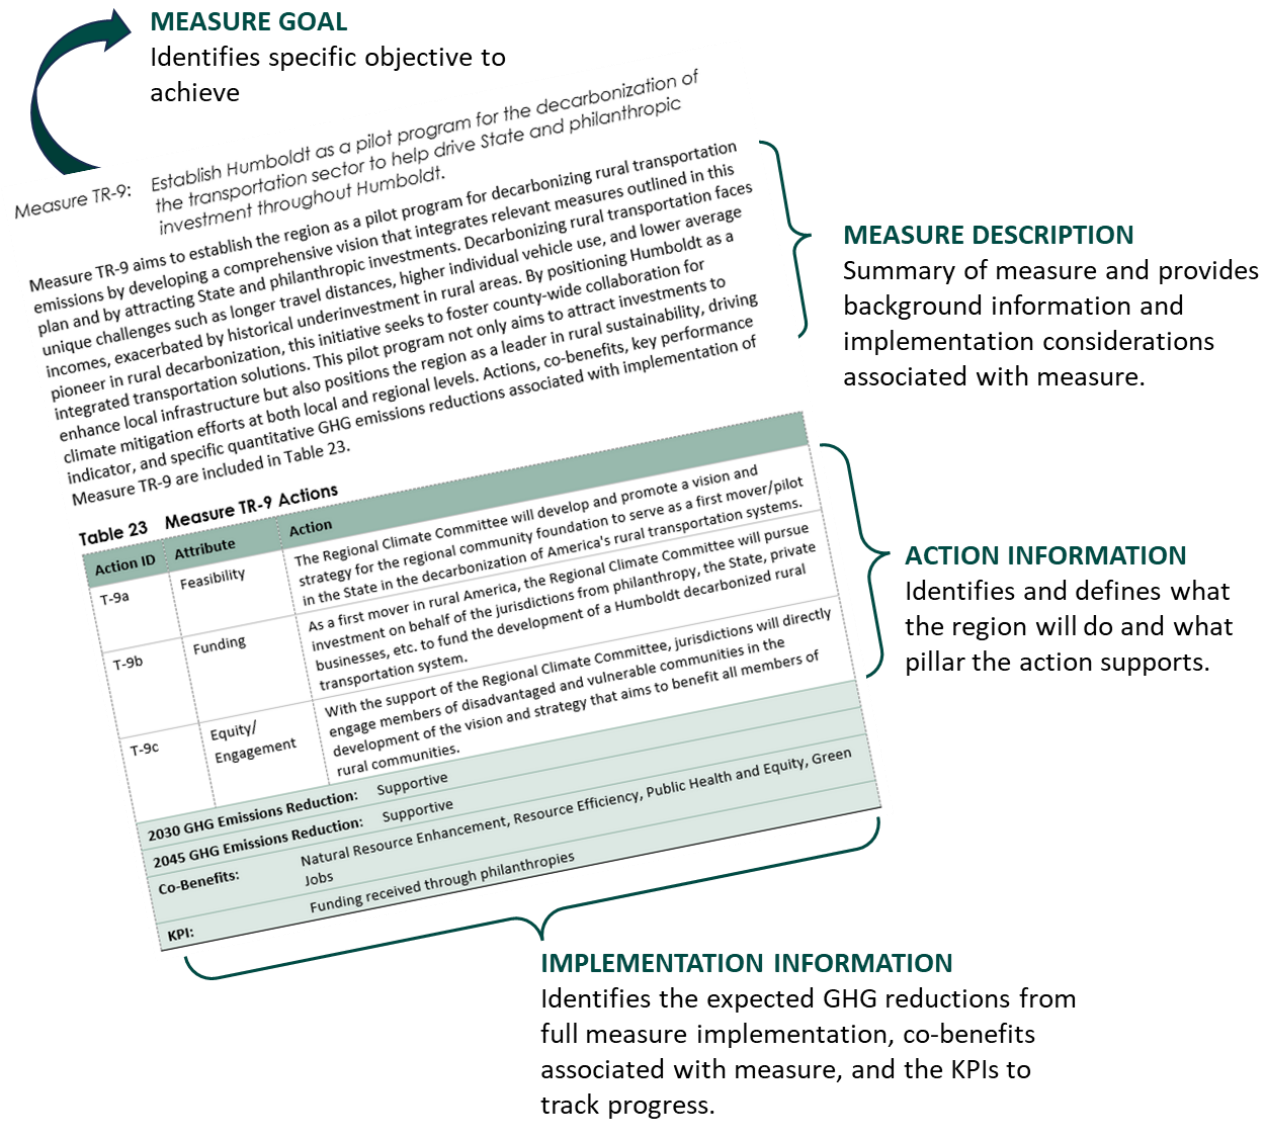 MEASURE GOAL
Identifies specific objective to
achieve
Measure TR-9: Establish Humboldt as a pilot program for the decarbonization of
the transportation sector to help drive State and philanthropic
investment throughout Humboldt.
Measure TR-9 aims to establish the region as a pilot program for decarbonizing rural transportation
emissions by developing a comprehensive vision that integrates relevant measures outlined in this
plan and by attracting State and philanthropic investments. Decarbonizing rural transportation faces
unique challenges such as longer travel distances, higher individual vehicle use, and lower average
incomes, exacerbated by historical underinvestment in rural areas. By positioning Humboldt as a
pioneer in rural decarbonization, this initiative seeks to foster county-wide collaboration for
integrated transportation solutions. This pilot program not only aims to attract investments to
enhance local infrastructure but also positions the region as a leader in rural sustainability, driving
climate mitigation efforts at both local and regional levels. Actions, co-benefits, key performance
indicator, and specific quantitative GHG emissions reductions associated with implementation of
Measure TR-9 are included in Table 23.
MEASURE DESCRIPTION
Summary of measure and provides
background information and
implementation considerations
associated with measure.
Table 23 Measure TR-9 Actions
Action ID Attribute Action
T-9a Feasibility The Regional Climate Committee will develop and promote a vision and
strategy for the regional community foundation to serve as a first mover/pilot
in the State in the decarbonization of America's rural transportation systems.
T-9b Funding As a first mover in rural America, the Regional Climate Committee will pursue
investment on behalf of the jurisdictions from philanthropy, the State, private
businesses, etc. to fund the development of a Humboldt decarbonized rural
transportation system.
T-9c Equity/
Engagement With the support of the Regional Climate Committee, jurisdictions will directly
engage members of disadvantaged and vulnerable communities in the
development of the vision and strategy that aims to benefit all members of
rural communities.
2030 GHG Emissions Reduction: Supportive
2045 GHG Emissions Reduction: Supportive
Co-Benefits: Natural Resource Enhancement, Resource Efficiency, Public Health and Equity, Green
Jobs
KPI: Funding received through philanthropies
ACTION INFORMATION
Identifies and defines what
the region will do and what
pillar the action supports.
IMPLEMENTATION INFORMATION
Identifies the expected GHG reductions from
full measure implementation, co-benefits
associated with measure, and the KPIs to
track progress.